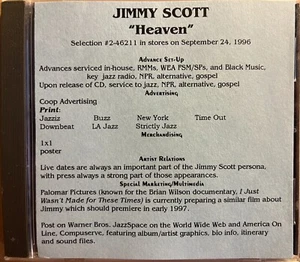 JIMMY SCOTT
"Heaven"
Selection #2-46211 in stores on September 24, 1996
Advance Set-Up
Advances serviced in-house, RMMs, WEA FSM/SFs, and Black Music,
key jazz radio, NPR, alternative, gospel
Upon release of CD, service to jazz, NPR, alternative, gospel
Advertising
Coop Advertising
Print:
Jazziz Buzz New York Time Out
Downbeat LA Jazz Strictly Jazz
Merchandising
1x1
poster
Artist Relations
Live dates are always an important part of the Jimmy Scott persona,
with press always a strong part of those appearances.
Special Marketing/Multimedia
Palomar Pictures (known for the Brian Wilson documentary, I Just
Wasn't Made for These Times) is currently preparing a similar film about
Jimmy which should premiere in early 1997.
Post on Warner Bros. JazzSpace on the World Wide Web and America On
Line, Compuserve, featuring album/artist graphics, bio info, itinerary
and sound files.